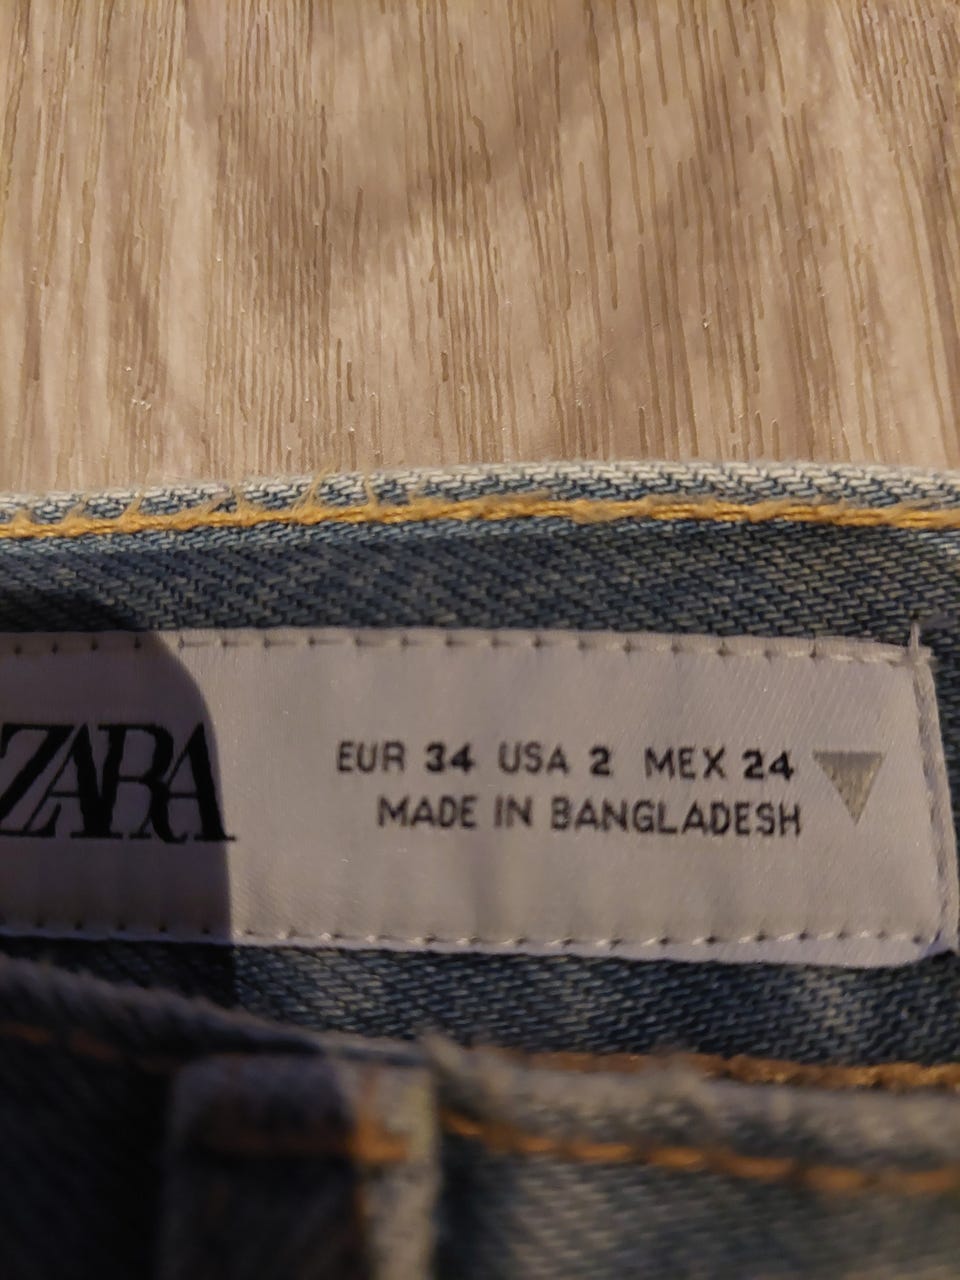 ZARA
EUR 34 USA 2 MEX 24
MADE IN BANGLADESH